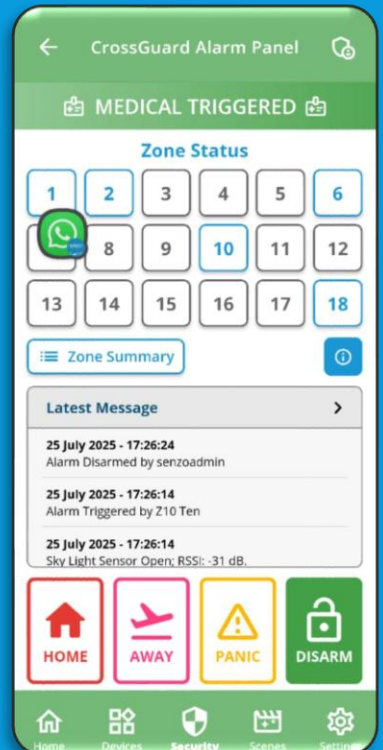 CrossGuard Alarm Panel
MEDICAL TRIGGERED
Zone Status
1 2 3 4 5 6
8 9 10 11 12
13 14 15 16 17 18
Zone Summary
Latest Message
25 July 2025 - 17:26:24
Alarm Disarmed by senzoadmin
25 July 2025 - 17:26:14
Alarm Triggered by Z10 Ten
25 July 2025 - 17:26:14
Sky Light Sensor Open; RSSI: -31 dB.
HOME AWAY PANIC DISARM
Home Devices Security Scenes Settings